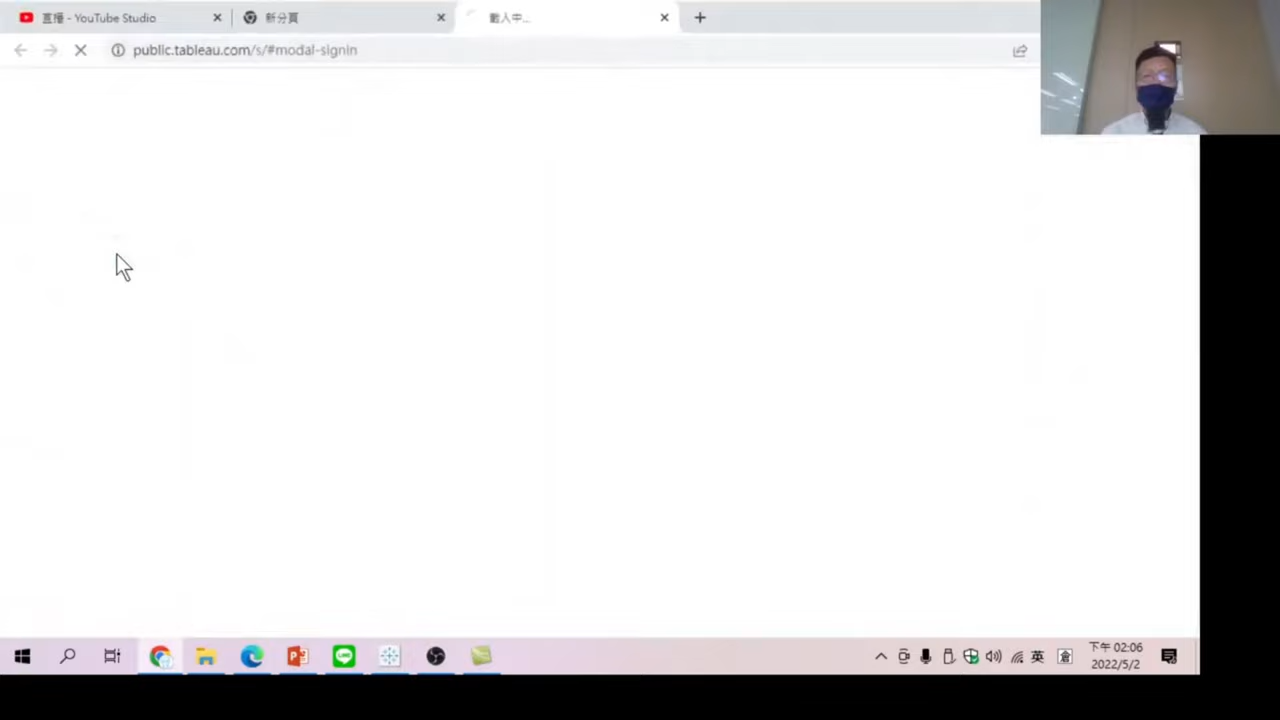 直播 - YouTube Studio
新分頁
載入中...
public.tableau.com/s/#modal-signin
英
倉
下午 02:06
2022/5/2